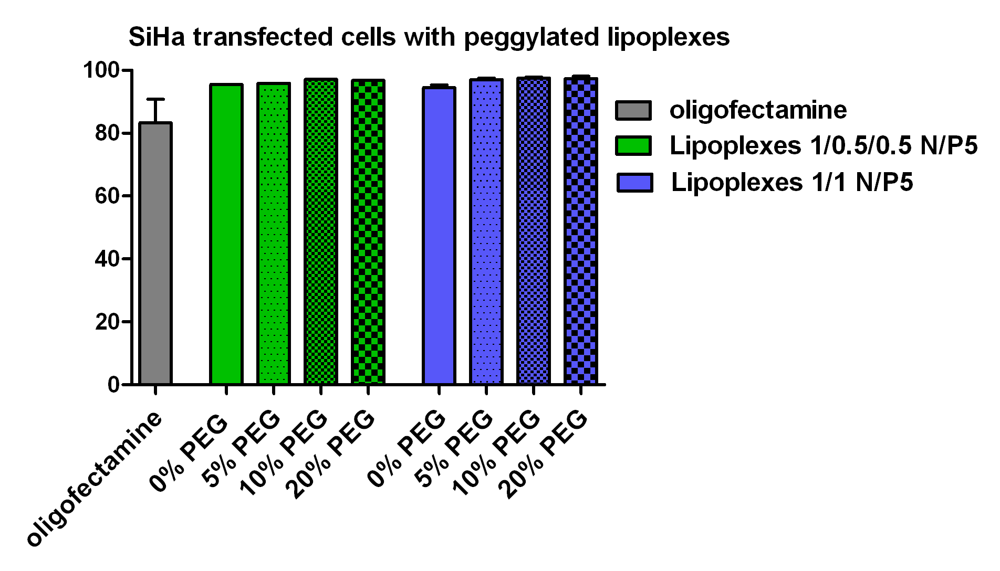 SiHa transfected cells with peggylated lipoplexes
100
80
60
40
20
0
oligofectamine
0% PEG
5% PEG
10% PEG
20% PEG
0% PEG
5% PEG
10% PEG
20% PEG
oligofectamine
Lipoplexes 1/0.5/0.5 N/P5
Lipoplexes 1/1 N/P5